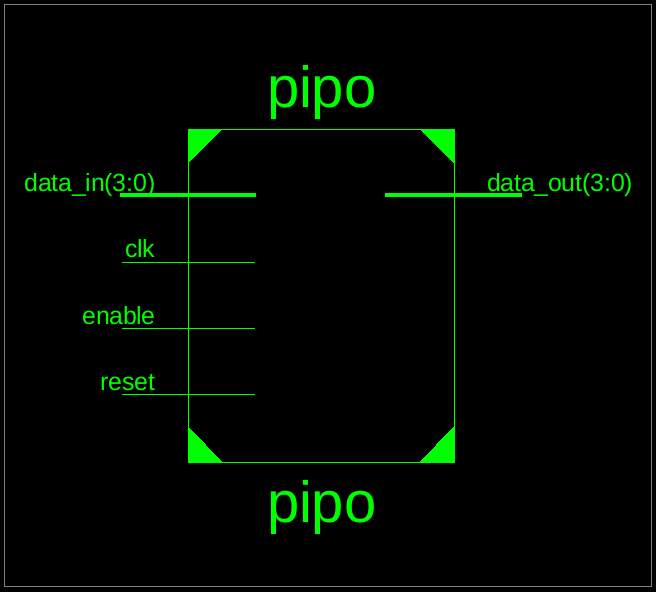 pipo
data_in(3:0)
data_out(3:0)
clk
enable
reset
pipo